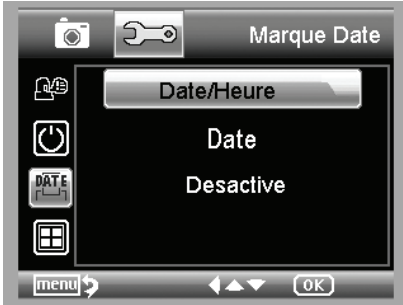 Marque Date
Date/Heure
Date
DATE
Desactive
menu
OK